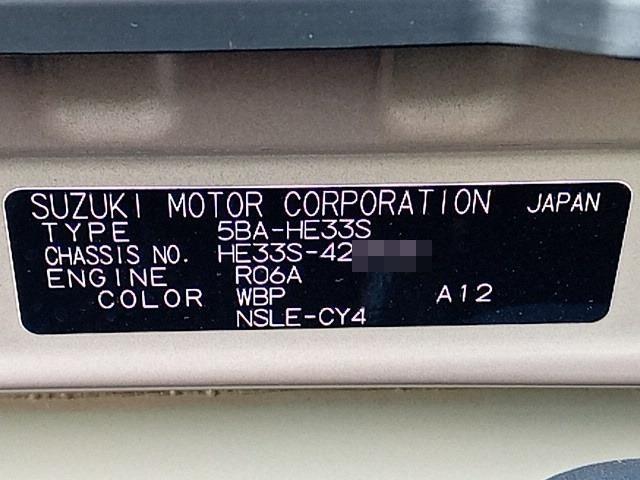 SUZUKI MOTOR CORPORATION JAPAN
TYPE 5BA-HE33S
CHASSIS NO. HE33S-42
ENGINE R06A
COLOR WBP A12
NSLE-CY4